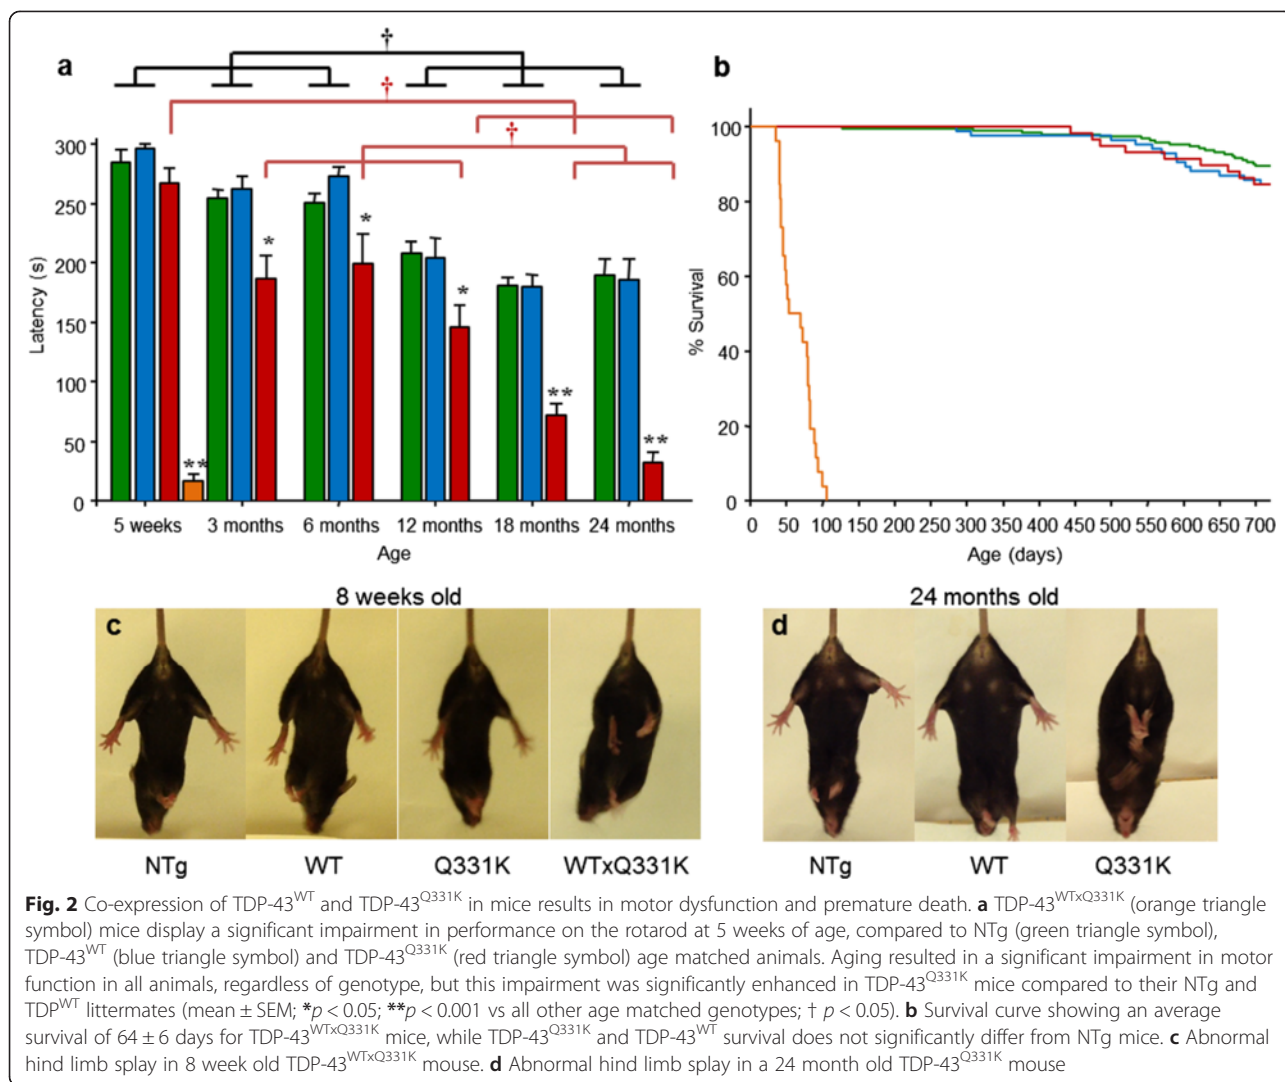 †
a
†
†
b
300
250
200
150
100
50
0
Latency (s)
*
*
*
**
**
**
5 weeks 3 months 6 months 12 months 18 months 24 months
Age
100
80
60
40
20
0
% Survival
0 50 100 150 200 250 300 350 400 450 500 550 600 650 700
Age (days)
8 weeks old
24 months old
c
d
NTg WT Q331K WTxQ331K
NTg WT Q331K
Fig. 2 Co-expression of TDP-43WT and TDP-43Q331K in mice results in motor dysfunction and premature death. a TDP-43WTxQ331K (orange triangle
symbol) mice display a significant impairment in performance on the rotarod at 5 weeks of age, compared to NTg (green triangle symbol),
TDP-43WT (blue triangle symbol) and TDP-43Q331K (red triangle symbol) age matched animals. Aging resulted in a significant impairment in motor
function in all animals, regardless of genotype, but this impairment was significantly enhanced in TDP-43Q331K mice compared to their NTg and
TDPWT littermates (mean ± SEM; *p < 0.05; **p < 0.001 vs all other age matched genotypes; † p < 0.05). b Survival curve showing an average
survival of 64 ± 6 days for TDP-43WTxQ331K mice, while TDP-43Q331K and TDP-43WT survival does not significantly differ from NTg mice. c Abnormal
hind limb splay in 8 week old TDP-43WTxQ331K mouse. d Abnormal hind limb splay in a 24 month old TDP-43Q331K mouse